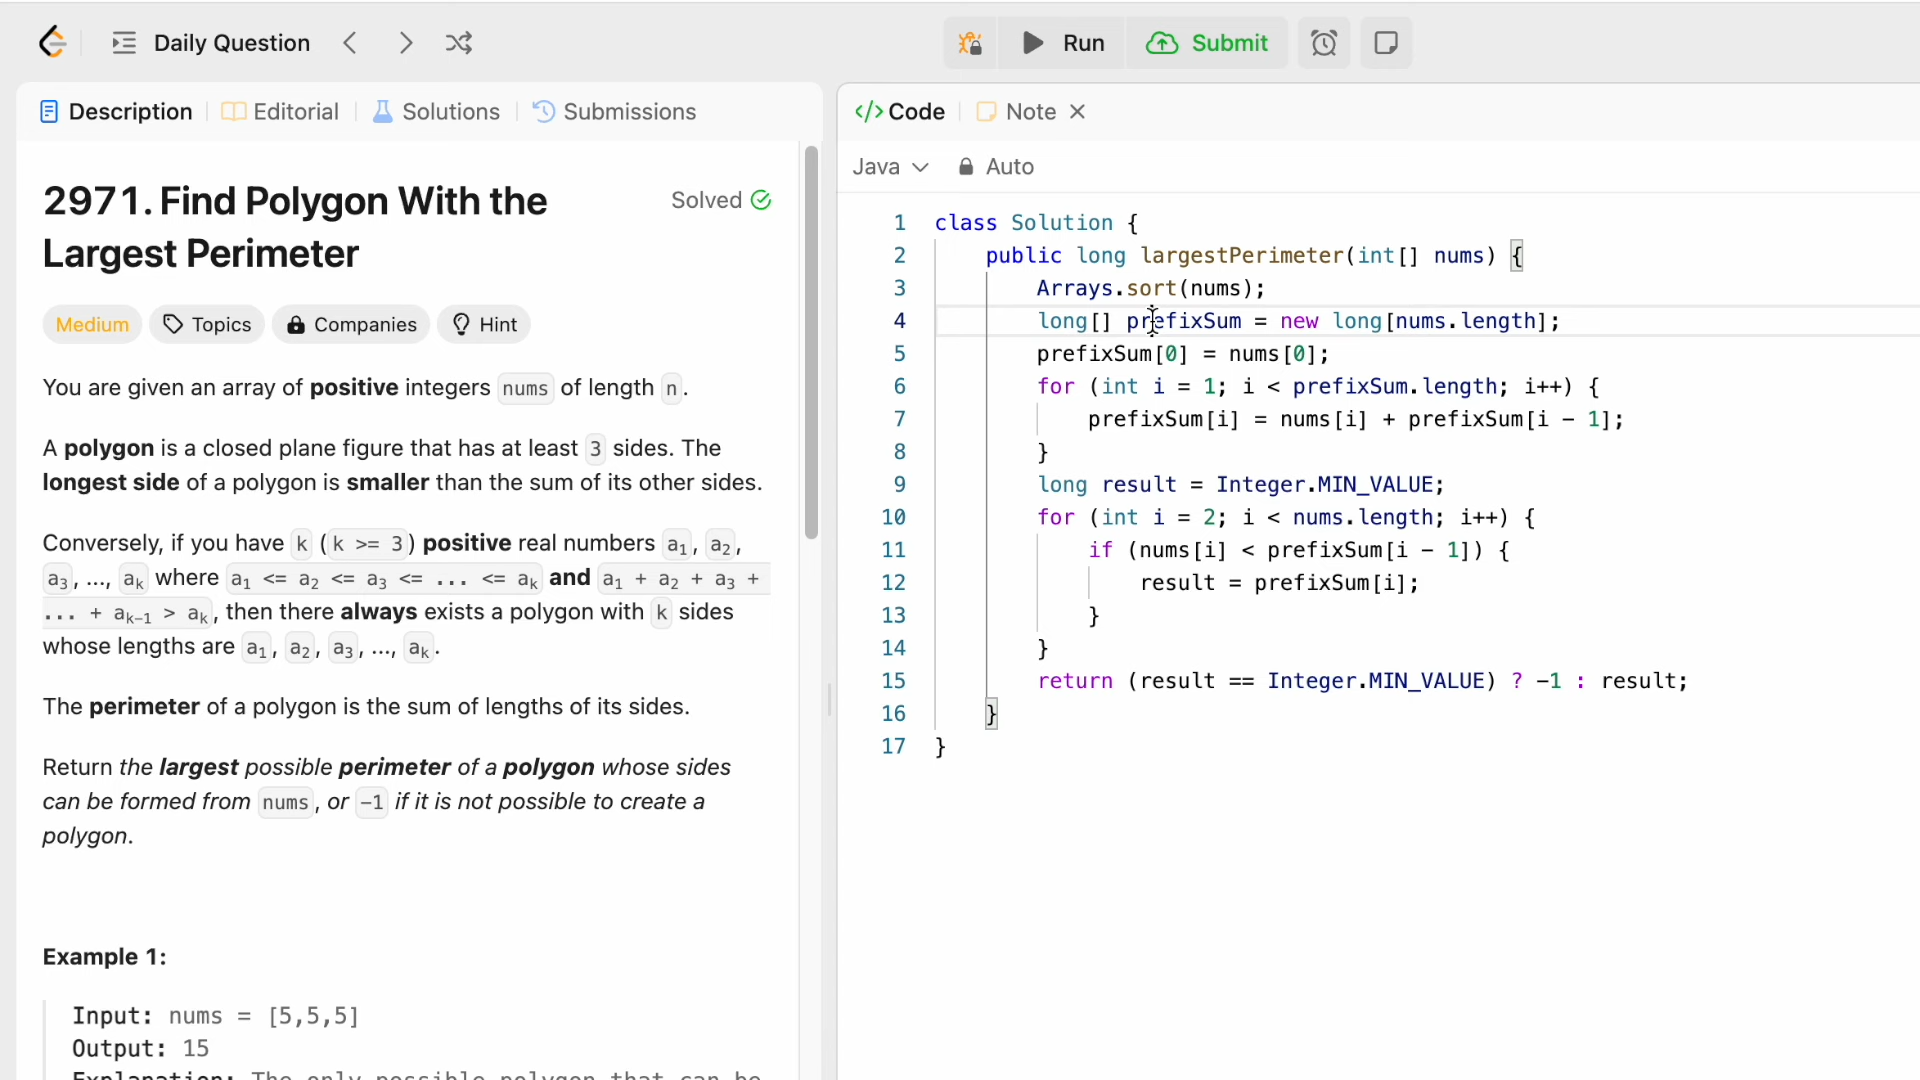 Daily Question
Run
Submit
Description
Editorial
Solutions
Submissions
2971. Find Polygon With the
Largest Perimeter
Solved
Medium
Topics
Companies
Hint
You are given an array of positive integers nums of length n.
A polygon is a closed plane figure that has at least 3 sides. The
longest side of a polygon is smaller than the sum of its other sides.
Conversely, if you have k (k >= 3) positive real numbers a₁, a₂,
a₃, ..., aₖ where a₁ <= a₂ <= a₃ <= ... <= aₖ and a₁ + a₂ + a₃ +
... + aₖ₋₁ > aₖ, then there always exists a polygon with k sides
whose lengths are a₁, a₂, a₃, ..., aₖ.
The perimeter of a polygon is the sum of lengths of its sides.
Return the largest possible perimeter of a polygon whose sides
can be formed from nums, or -1 if it is not possible to create a
polygon.
Example 1:
Input: nums = [5,5,5]
Output: 15
Explanation: The only possible polygon that can be
</> Code
Note
Java
Auto
1 class Solution {
2 public long largestPerimeter(int[] nums) {
3 Arrays.sort(nums);
4 long[] prefixSum = new long[nums.length];
5 prefixSum[0] = nums[0];
6 for (int i = 1; i < prefixSum.length; i++) {
7 prefixSum[i] = nums[i] + prefixSum[i - 1];
8 }
9 long result = Integer.MIN_VALUE;
10 for (int i = 2; i < nums.length; i++) {
11 if (nums[i] < prefixSum[i - 1]) {
12 result = prefixSum[i];
13 }
14 }
15 return (result == Integer.MIN_VALUE) ? -1 : result;
16 }
17 }